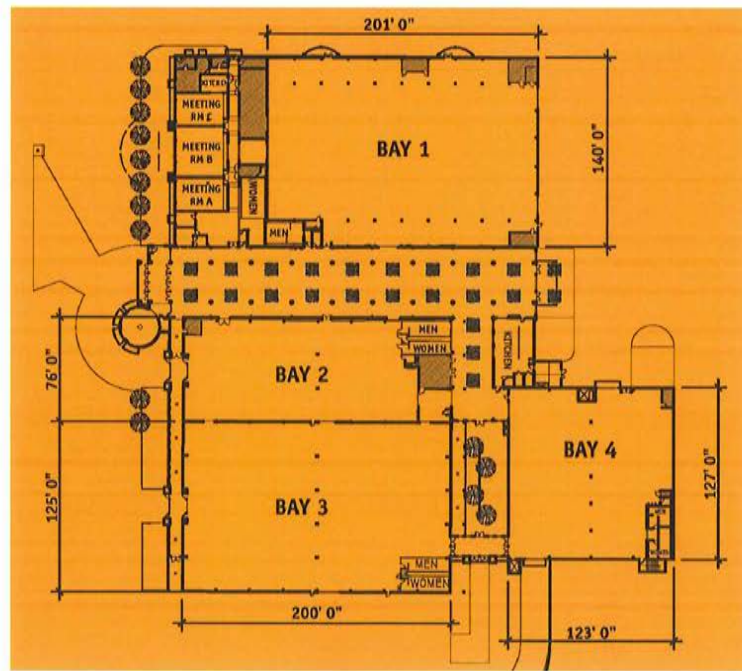 201' 0"
KITCHEN
MEETING
RM C
MEETING
RM B
MEETING
RM A
WOMEN
MEN
BAY 1
140' 0"
MEN
WOMEN
KITCHEN
76' 0"
BAY 2
BAY 4
127' 0"
125' 0"
BAY 3
MEN
WOMEN
200' 0"
123' 0"